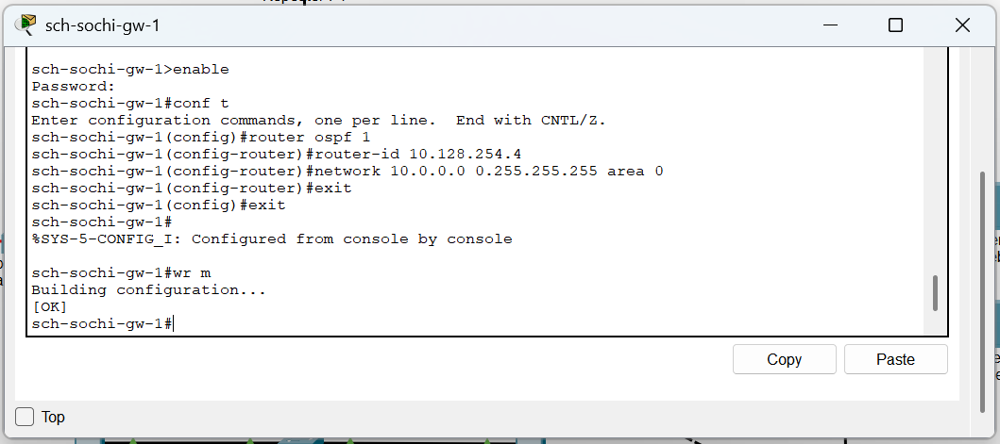 sch-sochi-gw-1
sch-sochi-gw-1>enable
Password:
sch-sochi-gw-1#conf t
Enter configuration commands, one per line.  End with CNTL/Z.
sch-sochi-gw-1(config)#router ospf 1
sch-sochi-gw-1(config-router)#router-id 10.128.254.4
sch-sochi-gw-1(config-router)#network 10.0.0.0 0.255.255.255 area 0
sch-sochi-gw-1(config-router)#exit
sch-sochi-gw-1(config)#exit
sch-sochi-gw-1#
%SYS-5-CONFIG_I: Configured from console by console
sch-sochi-gw-1#wr m
Building configuration...
[OK]
sch-sochi-gw-1#
Copy
Paste
Top